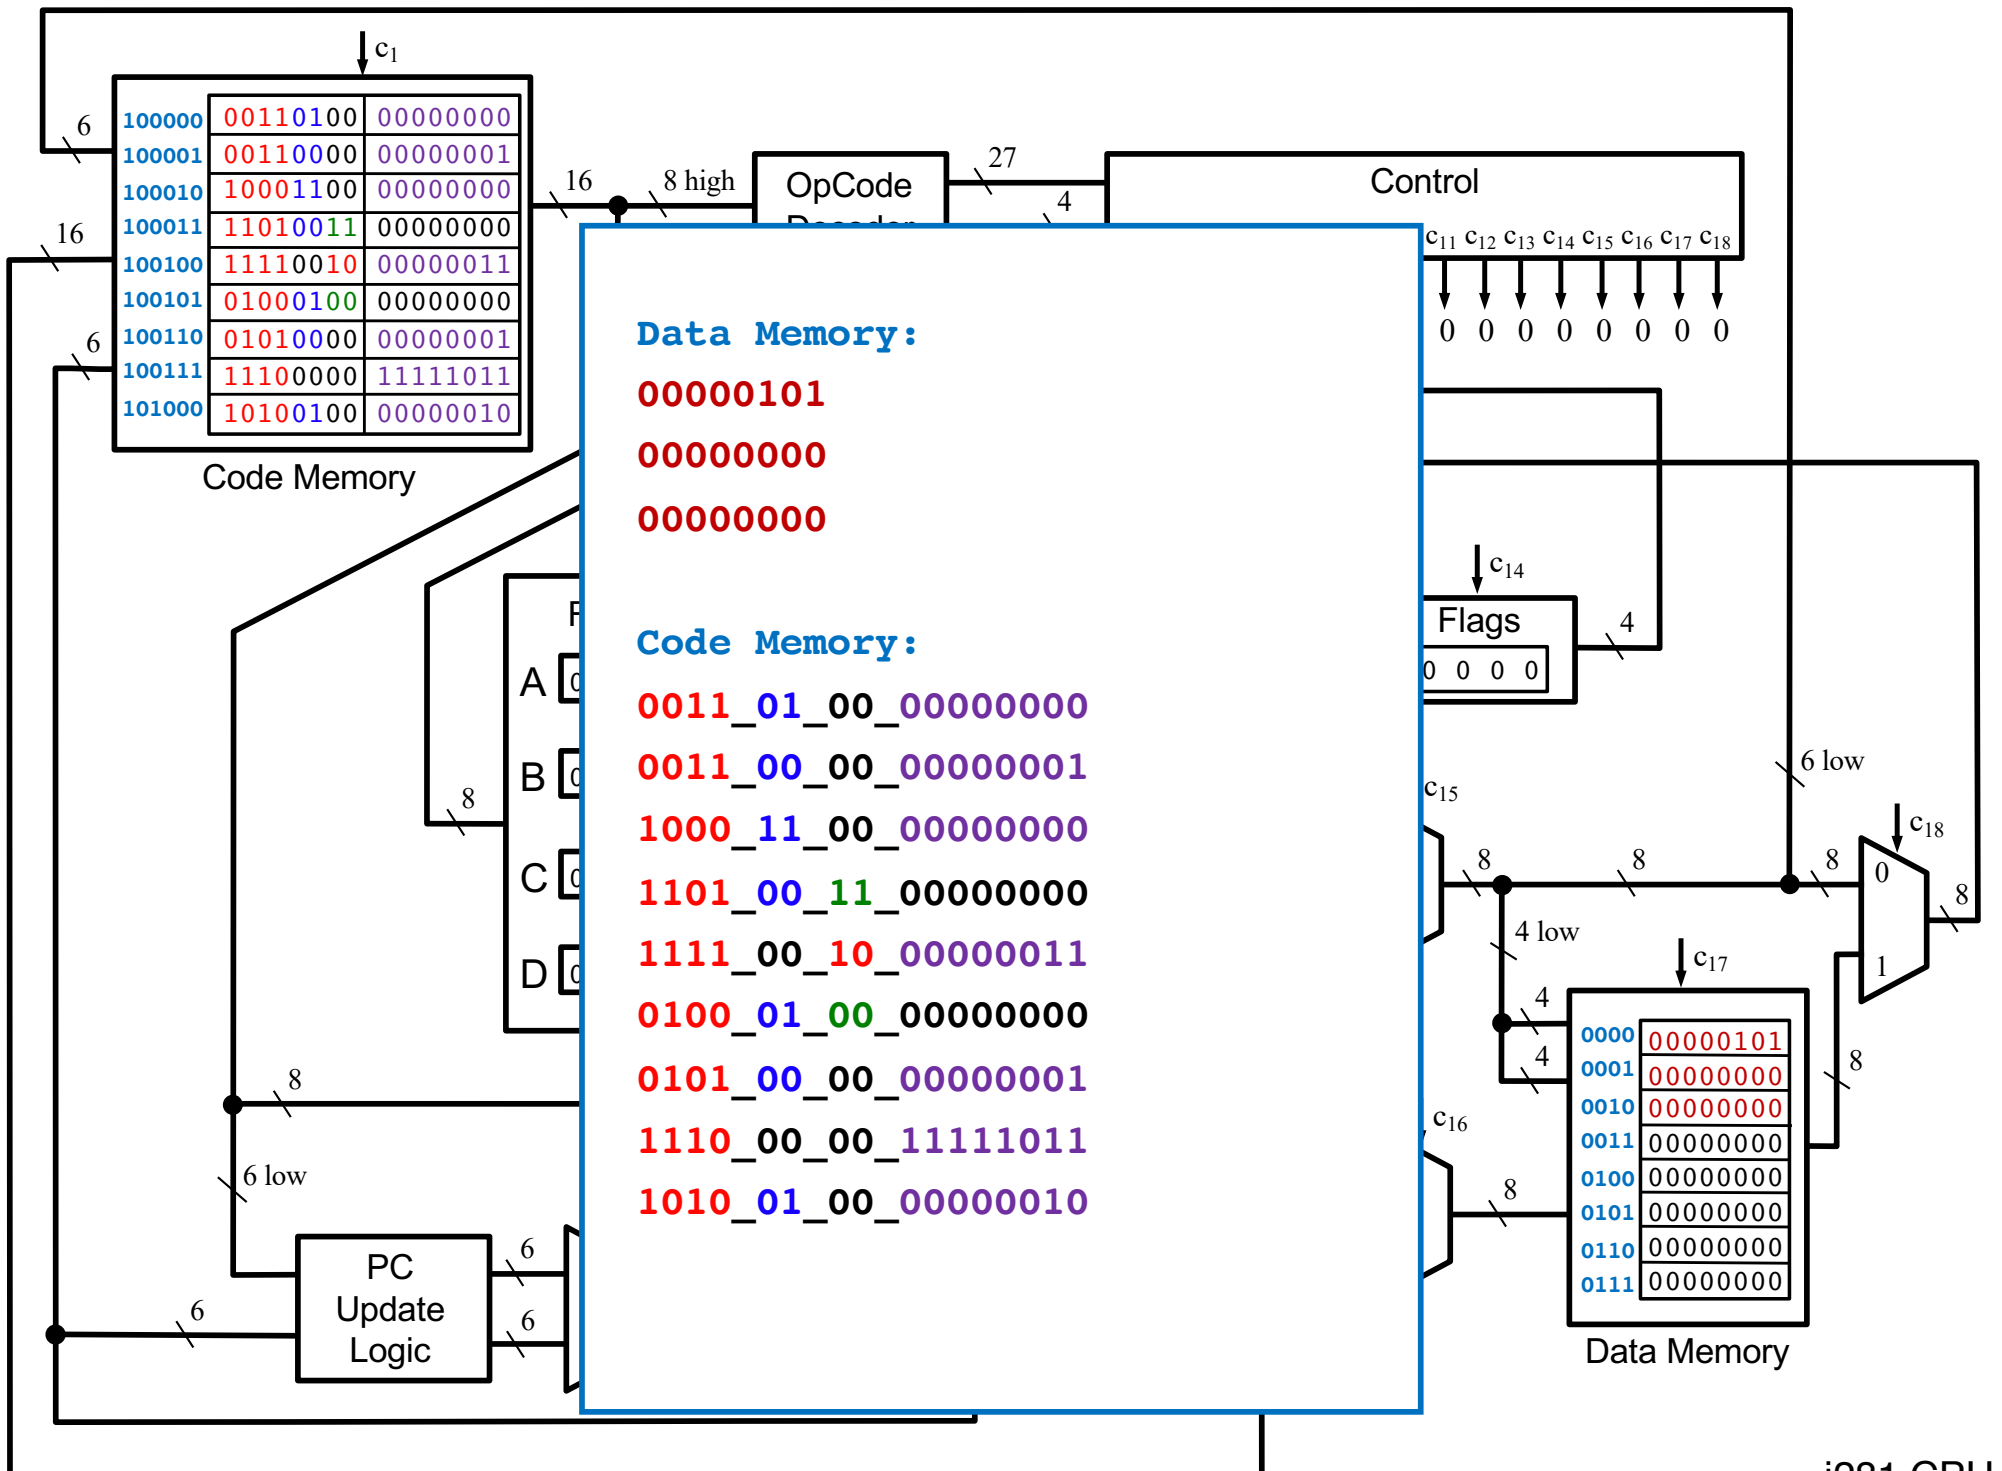 c1
6
100000 00110100 00000000
100001 00110000 00000001
100010 10001100 00000000
100011 11010011 00000000
100100 11110010 00000011
100101 01000100 00000000
100110 01010000 00000001
100111 11100000 11111011
101000 10100100 00000010
16
6
Code Memory
16
8 high
OpCode
27
4
Control
c11 c12 c13 c14 c15 c16 c17 c18
0 0 0 0 0 0 0 0
Data Memory:
00000101
00000000
00000000
Code Memory:
0011_01_00_00000000
0011_00_00_00000001
1000_11_00_00000000
1101_00_11_00000000
1111_00_10_00000011
0100_01_00_00000000
0101_00_00_00000001
1110_00_00_11111011
1010_01_00_00000010
A
B
C
D
8
8
6 low
PC
Update
Logic
6
6
6
c14
Flags
0 0 0 0
4
6 low
c15
8
8
8
c18
0
1
8
4 low
c17
4
4
0000 00000101
0001 00000000
0010 00000000
0011 00000000
0100 00000000
0101 00000000
0110 00000000
0111 00000000
8
c16
8
Data Memory